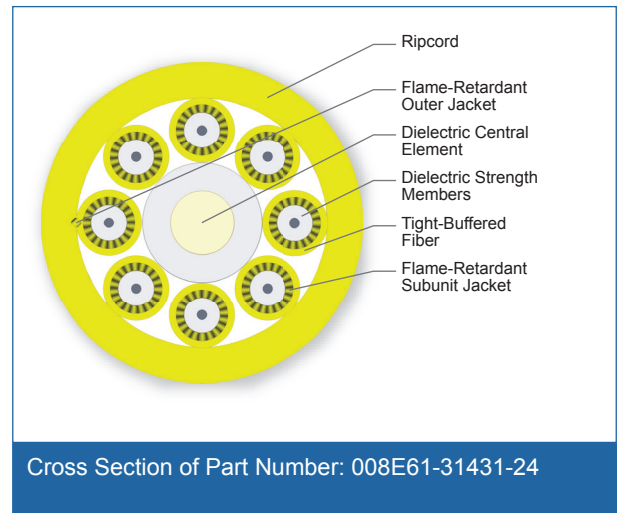 Ripcord
Flame-Retardant
Outer Jacket
Dielectric Central
Element
Dielectric Strength
Members
Tight-Buffered
Fiber
Flame-Retardant
Subunit Jacket
Cross Section of Part Number: 008E61-31431-24